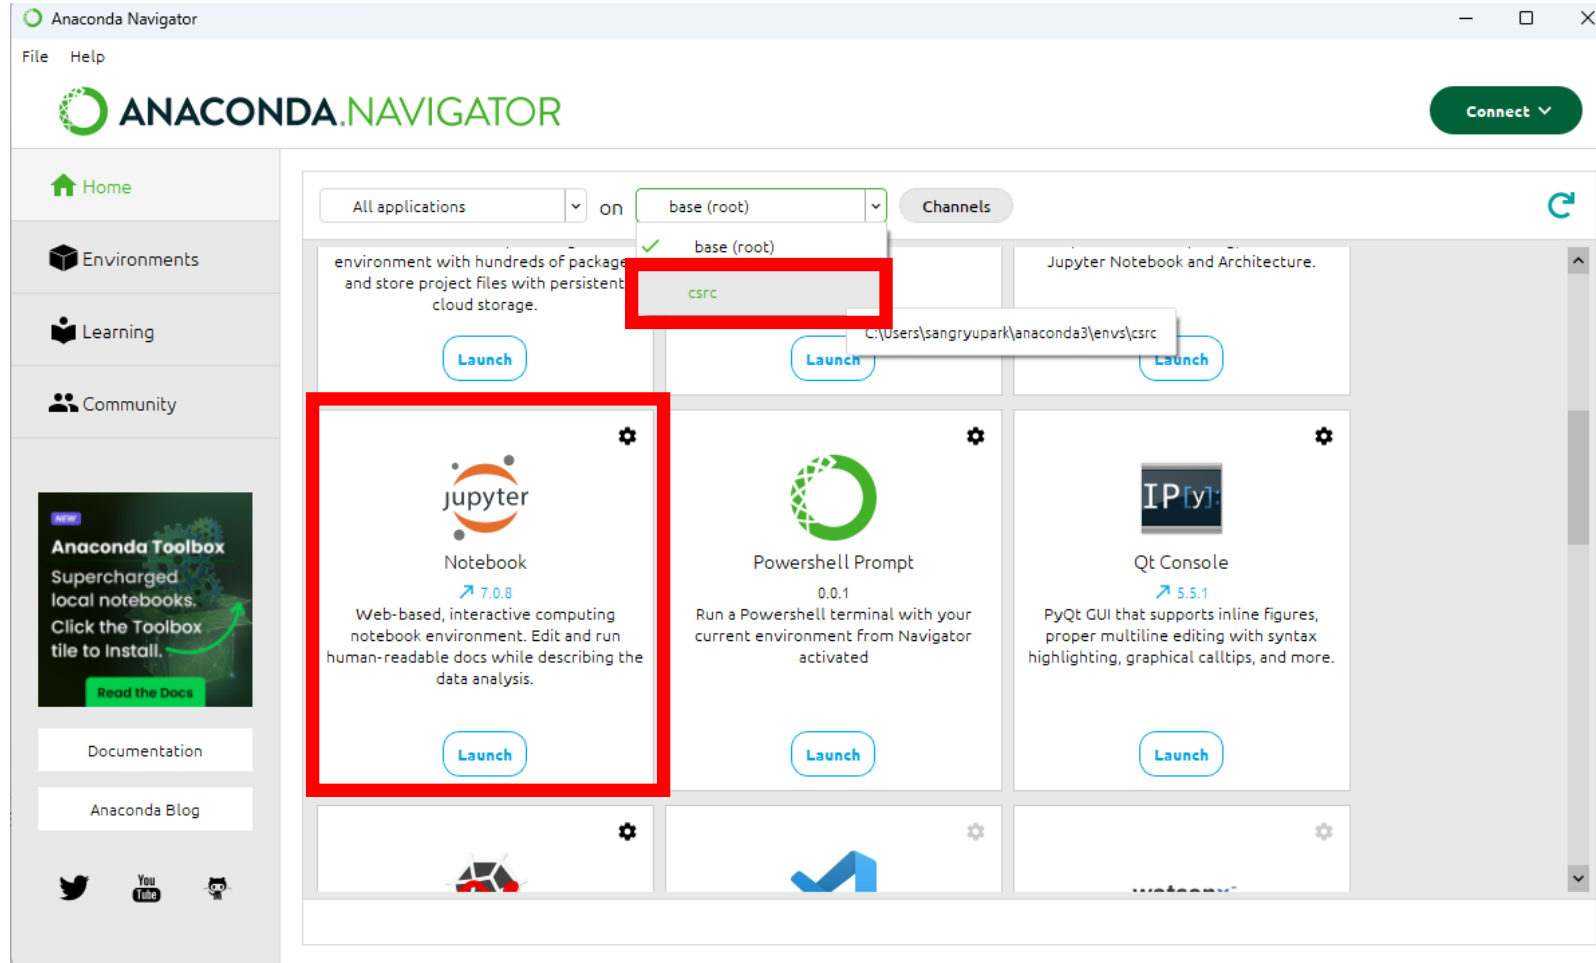 Anaconda Navigator
File Help
ANACONDA.NAVIGATOR
Connect
Home
Environments
Learning
Community
NEW
Anaconda Toolbox
Supercharged
local notebooks.
Click the Toolbox
tile to Install.
Read the Docs
Documentation
Anaconda Blog
You
Tube
All applications on base (root) Channels
base (root)
csrc
C:\Users\sangryupark\anaconda3\envs\csrc
environment with hundreds of package
and store project files with persistent
cloud storage.
Launch
Launch
Jupyter Notebook and Architecture.
Launch
jupyter
Notebook
7.0.8
Web-based, interactive computing
notebook environment. Edit and run
human-readable docs while describing the
data analysis.
Launch
Powershell Prompt
0.0.1
Run a Powershell terminal with your
current environment from Navigator
activated
Launch
IP[y]:
Qt Console
5.5.1
PyQt GUI that supports inline figures,
proper multiline editing with syntax
highlighting, graphical calltips, and more.
Launch